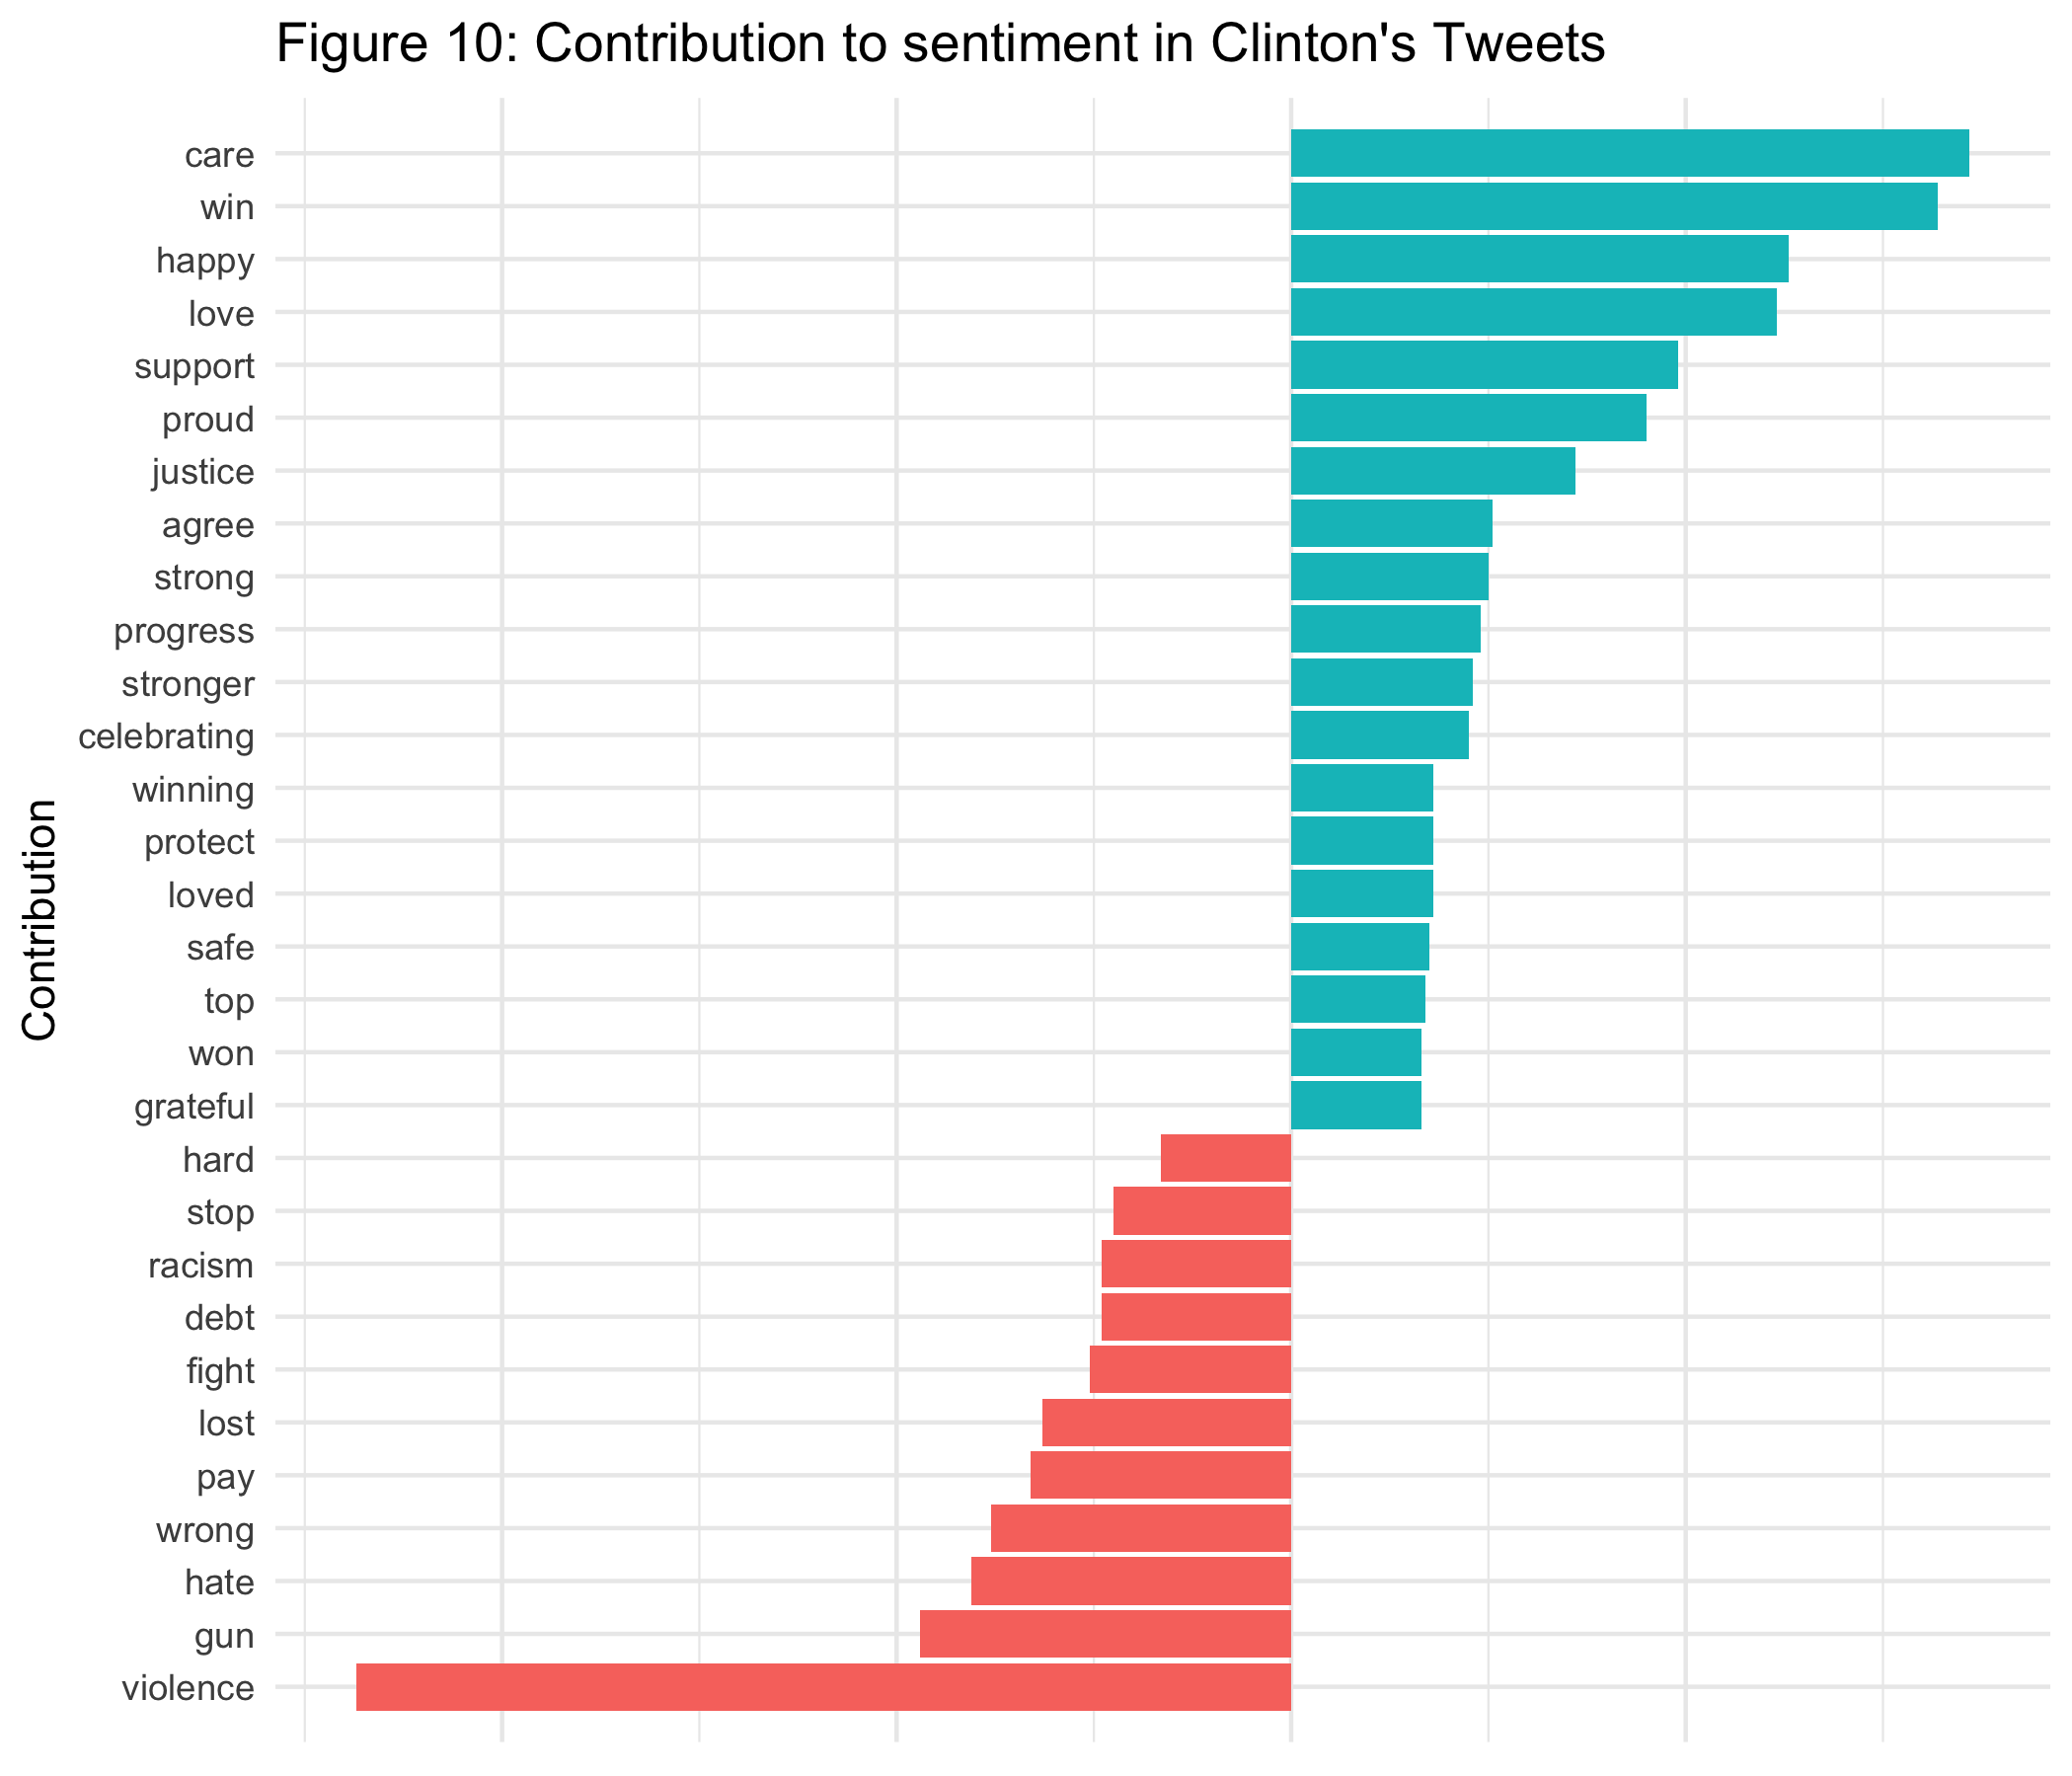 Figure 10: Contribution to sentiment in Clinton's Tweets
care
win
happy
love
support
proud
justice
agree
strong
progress
stronger
celebrating
winning
protect
loved
safe
top
won
grateful
hard
stop
racism
debt
fight
lost
pay
wrong
hate
gun
violence
Contribution